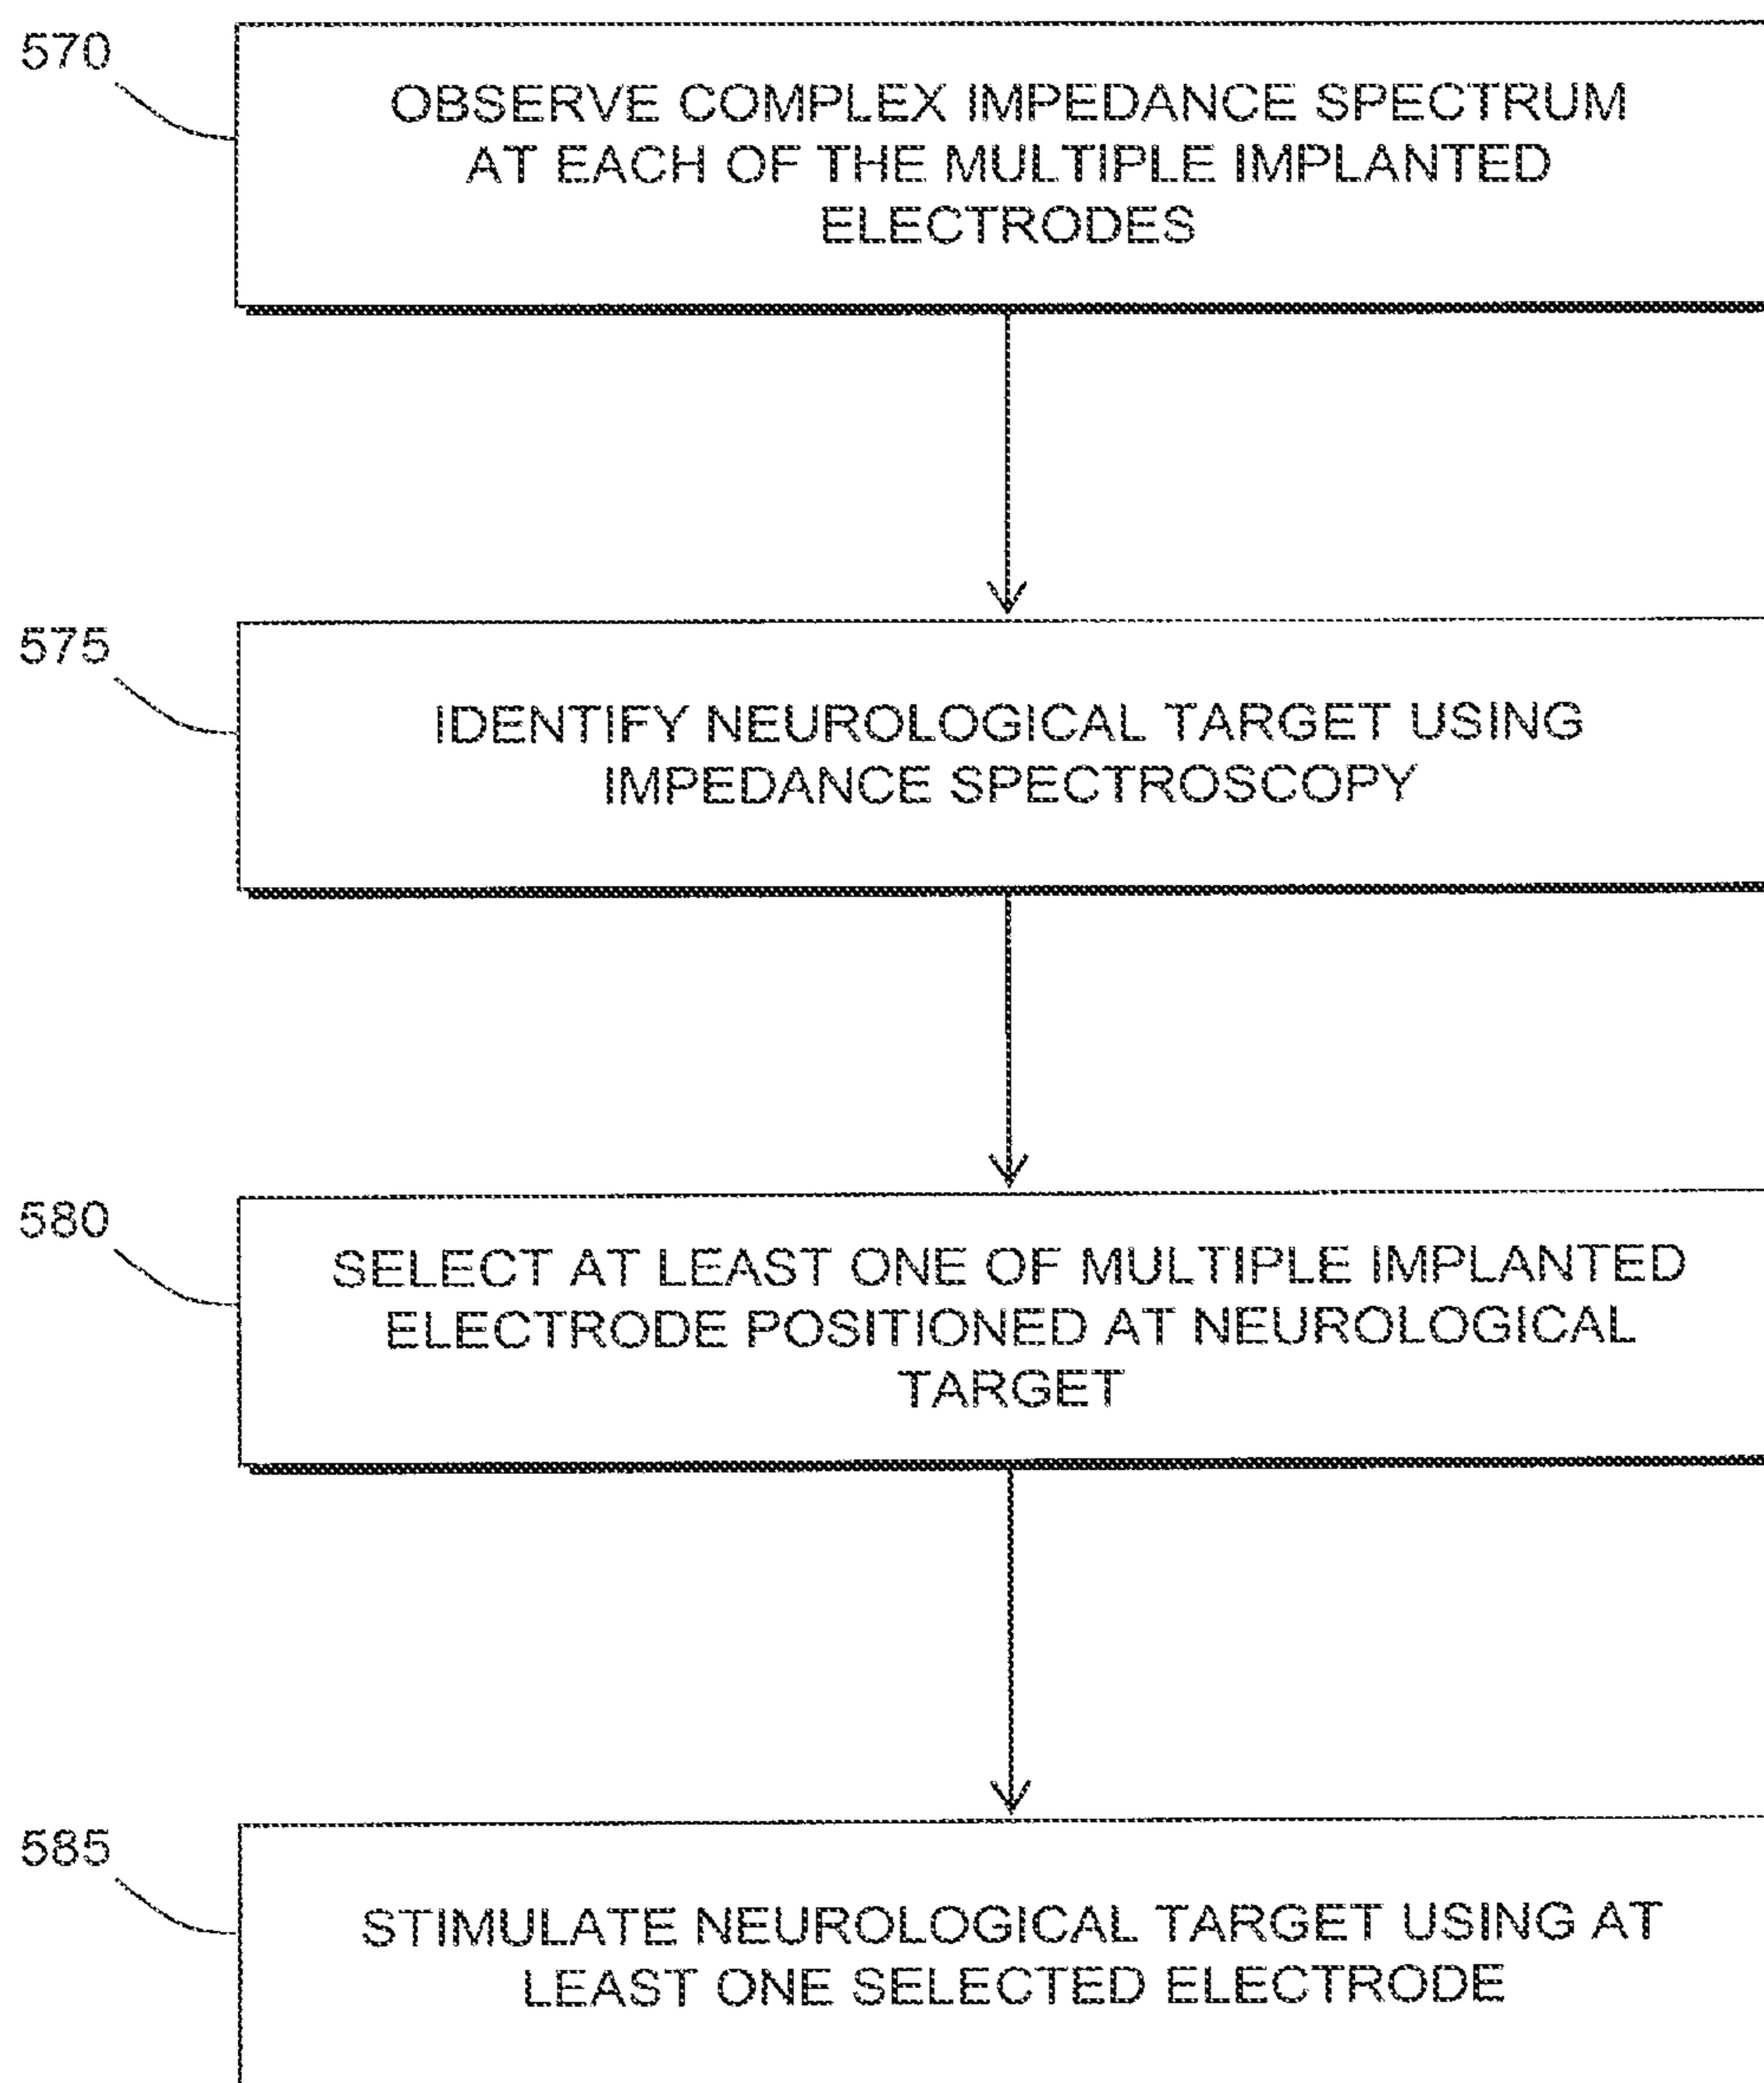 570
OBSERVE COMPLEX IMPEDANCE SPECTRUM
AT EACH OF THE MULTIPLE IMPLANTED
ELECTRODES
575
IDENTIFY NEUROLOGICAL TARGET USING
IMPEDANCE SPECTROSCOPY
580
SELECT AT LEAST ONE OF MULTIPLE IMPLANTED
ELECTRODE POSITIONED AT NEUROLOGICAL
TARGET
585
STIMULATE NEUROLOGICAL TARGET USING AT
LEAST ONE SELECTED ELECTRODE